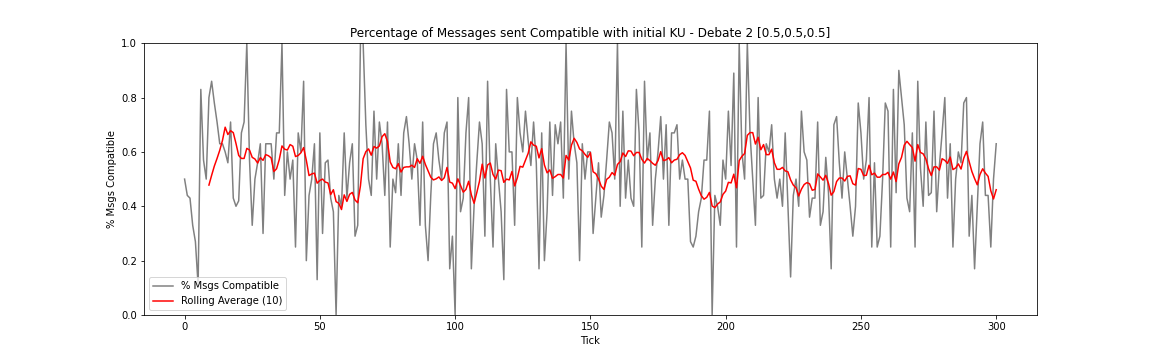 Percentage of Messages sent Compatible with initial KU - Debate 2 [0.5,0.5,0.5]
1.0
0.8
0.6
0.4
0.2
0.0
% Msgs Compatible
% Msgs Compatible
Rolling Average (10)
0
50
100
150
200
250
300
Tick